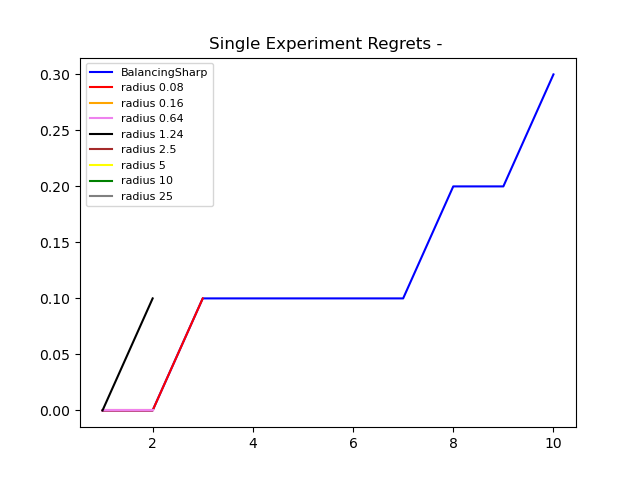 Single Experiment Regrets -
BalancingSharp
radius 0.08
radius 0.16
radius 0.64
radius 1.24
radius 2.5
radius 5
radius 10
radius 25
0.30
0.25
0.20
0.15
0.10
0.05
0.00
2 4 6 8 10